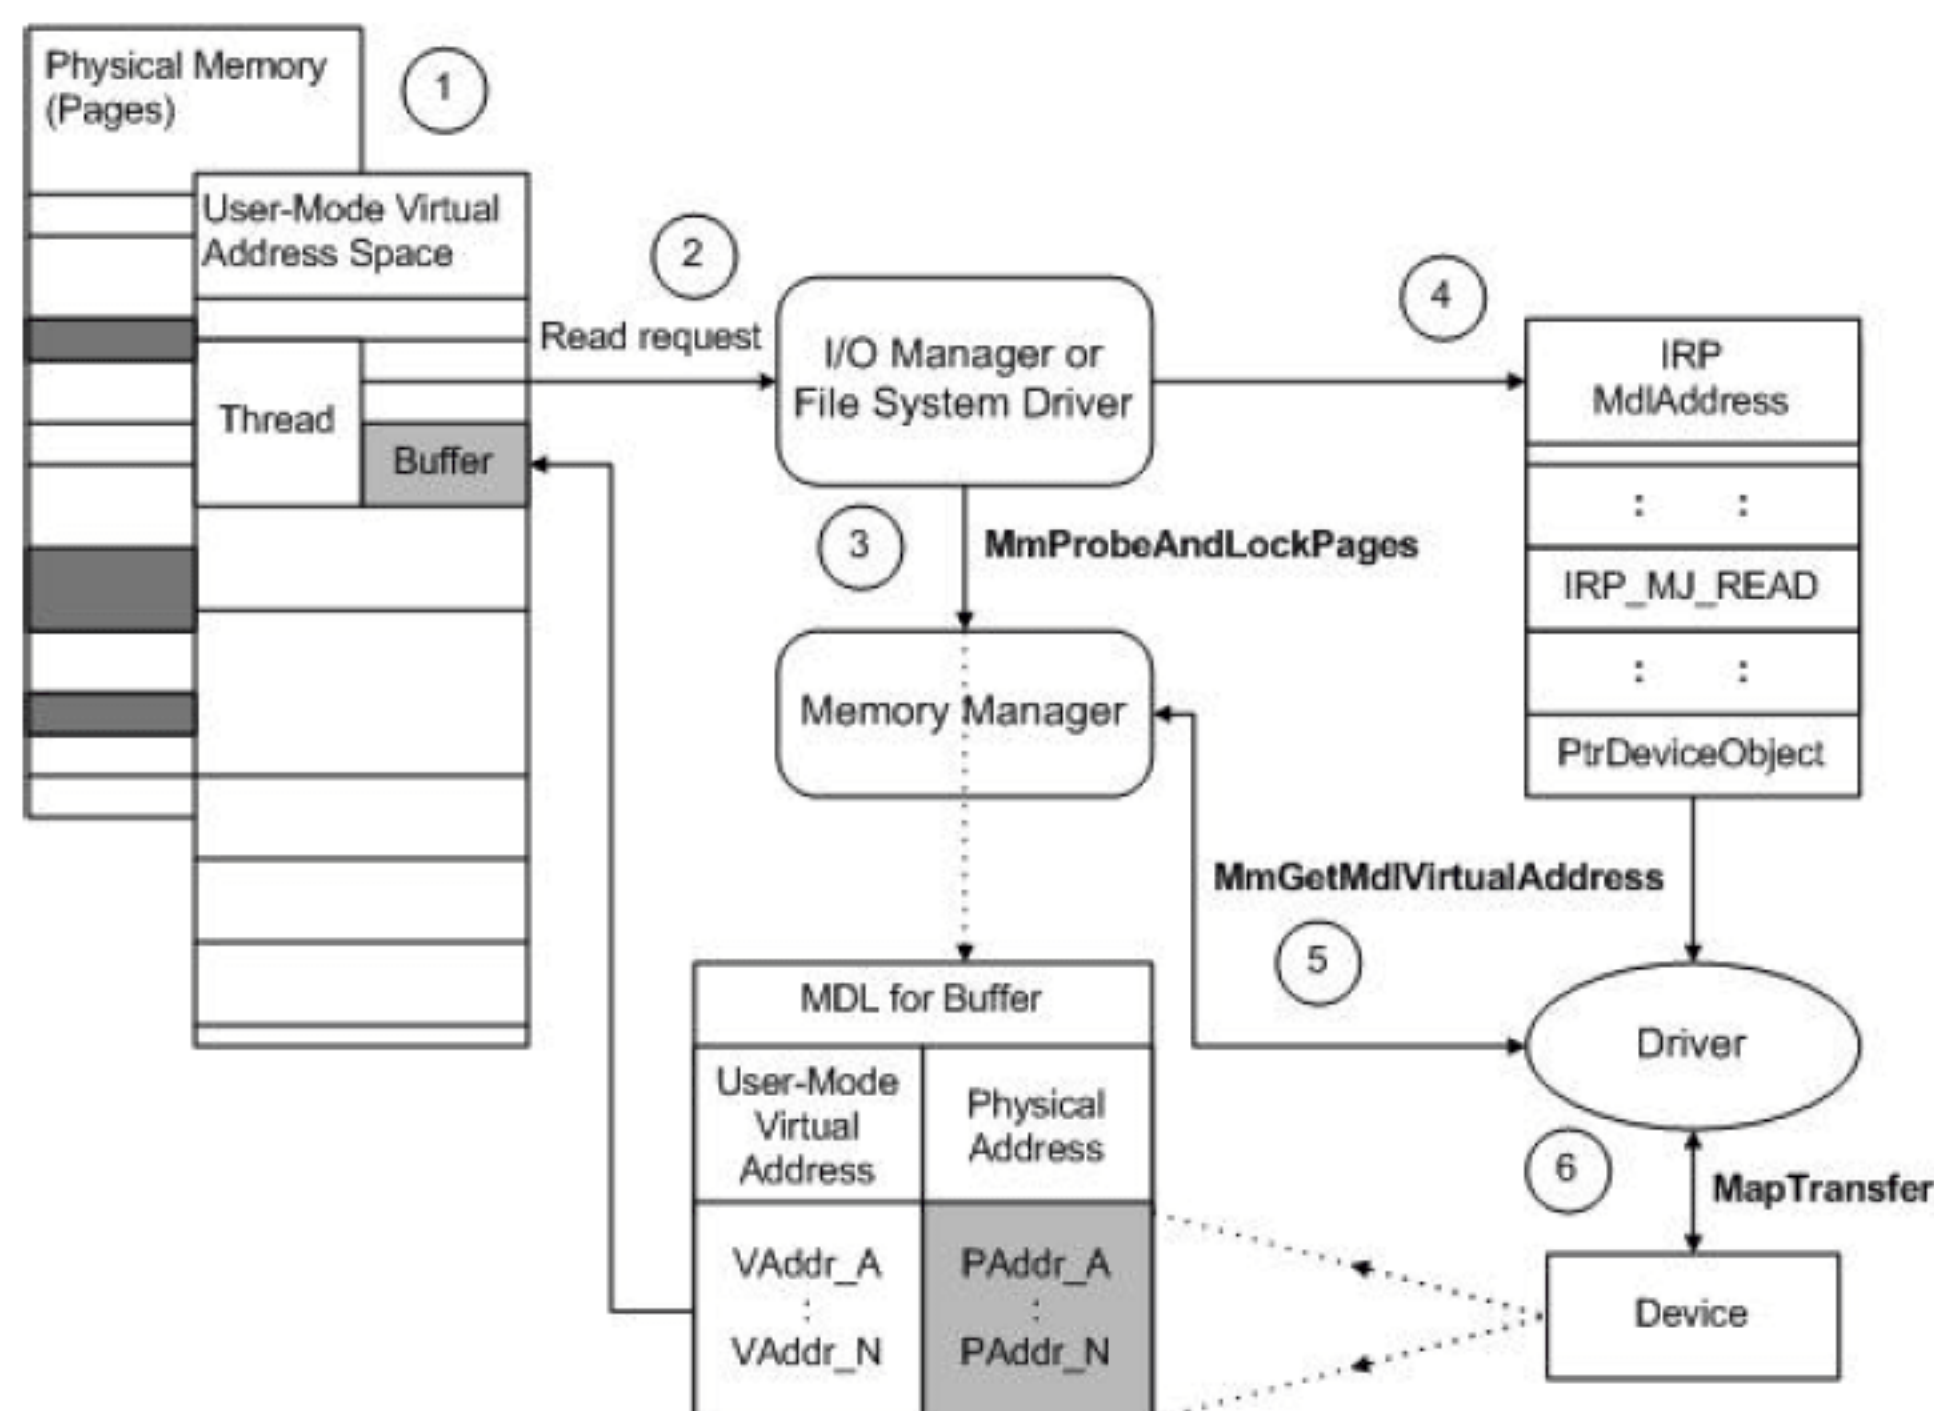 Physical Memory
(Pages)
1
User-Mode Virtual
Address Space
2
Read request
I/O Manager or
File System Driver
4
IRP
MdlAddress
Thread
Buffer
: :
3
MmProbeAndLockPages
IRP_MJ_READ
: :
Memory Manager
PtrDeviceObject
MmGetMdlVirtualAddress
5
MDL for Buffer
Driver
User-Mode
Virtual
Address
Physical
Address
6
MapTransfer
VAddr_A
:
VAddr_N
PAddr_A
:
PAddr_N
Device